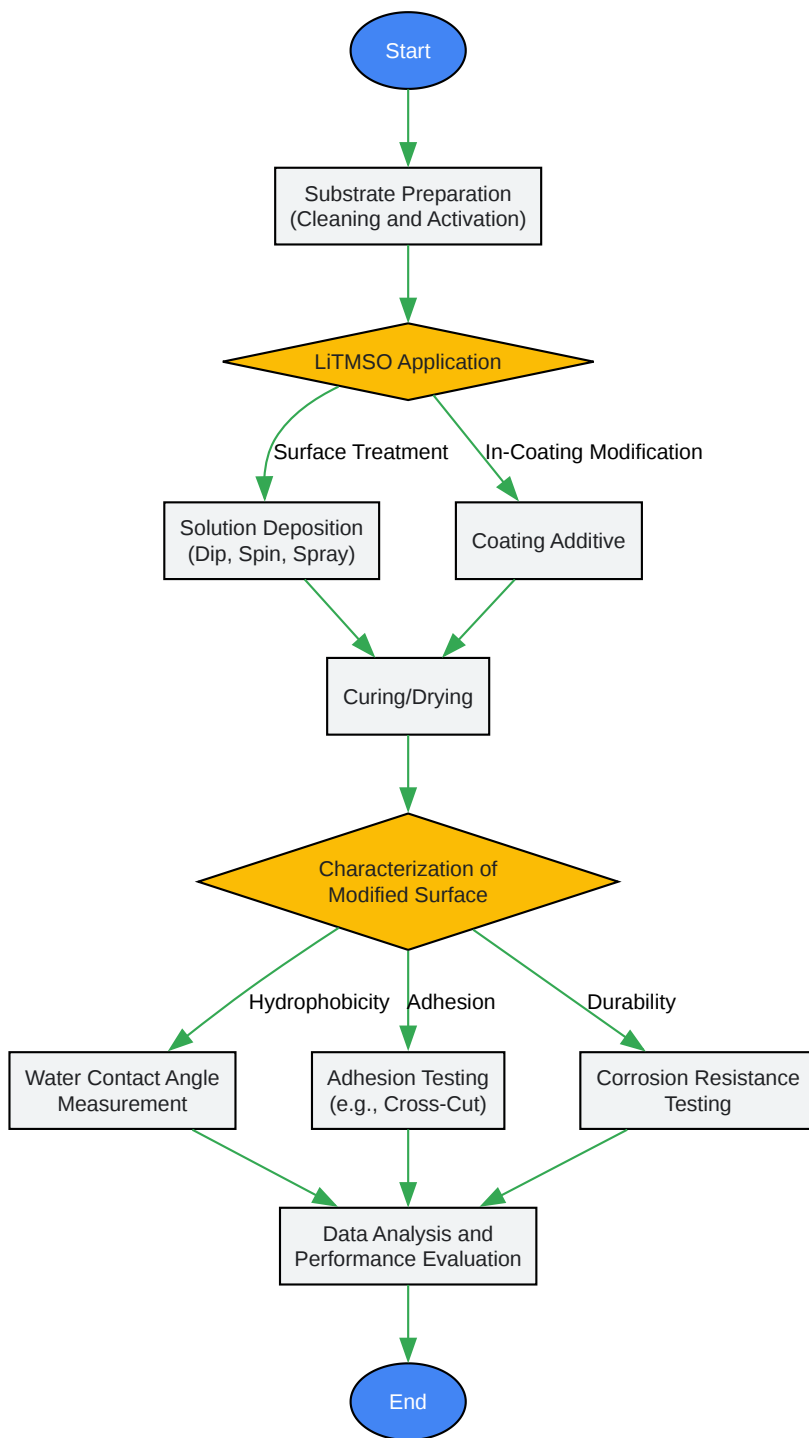 Start
Substrate Preparation
(Cleaning and Activation)
LiTMSO Application
Surface Treatment
In-Coating Modification
Solution Deposition
(Dip, Spin, Spray)
Coating Additive
Curing/Drying
Characterization of
Modified Surface
Hydrophobicity
Adhesion
Durability
Water Contact Angle
Measurement
Adhesion Testing
(e.g., Cross-Cut)
Corrosion Resistance
Testing
Data Analysis and
Performance Evaluation
End